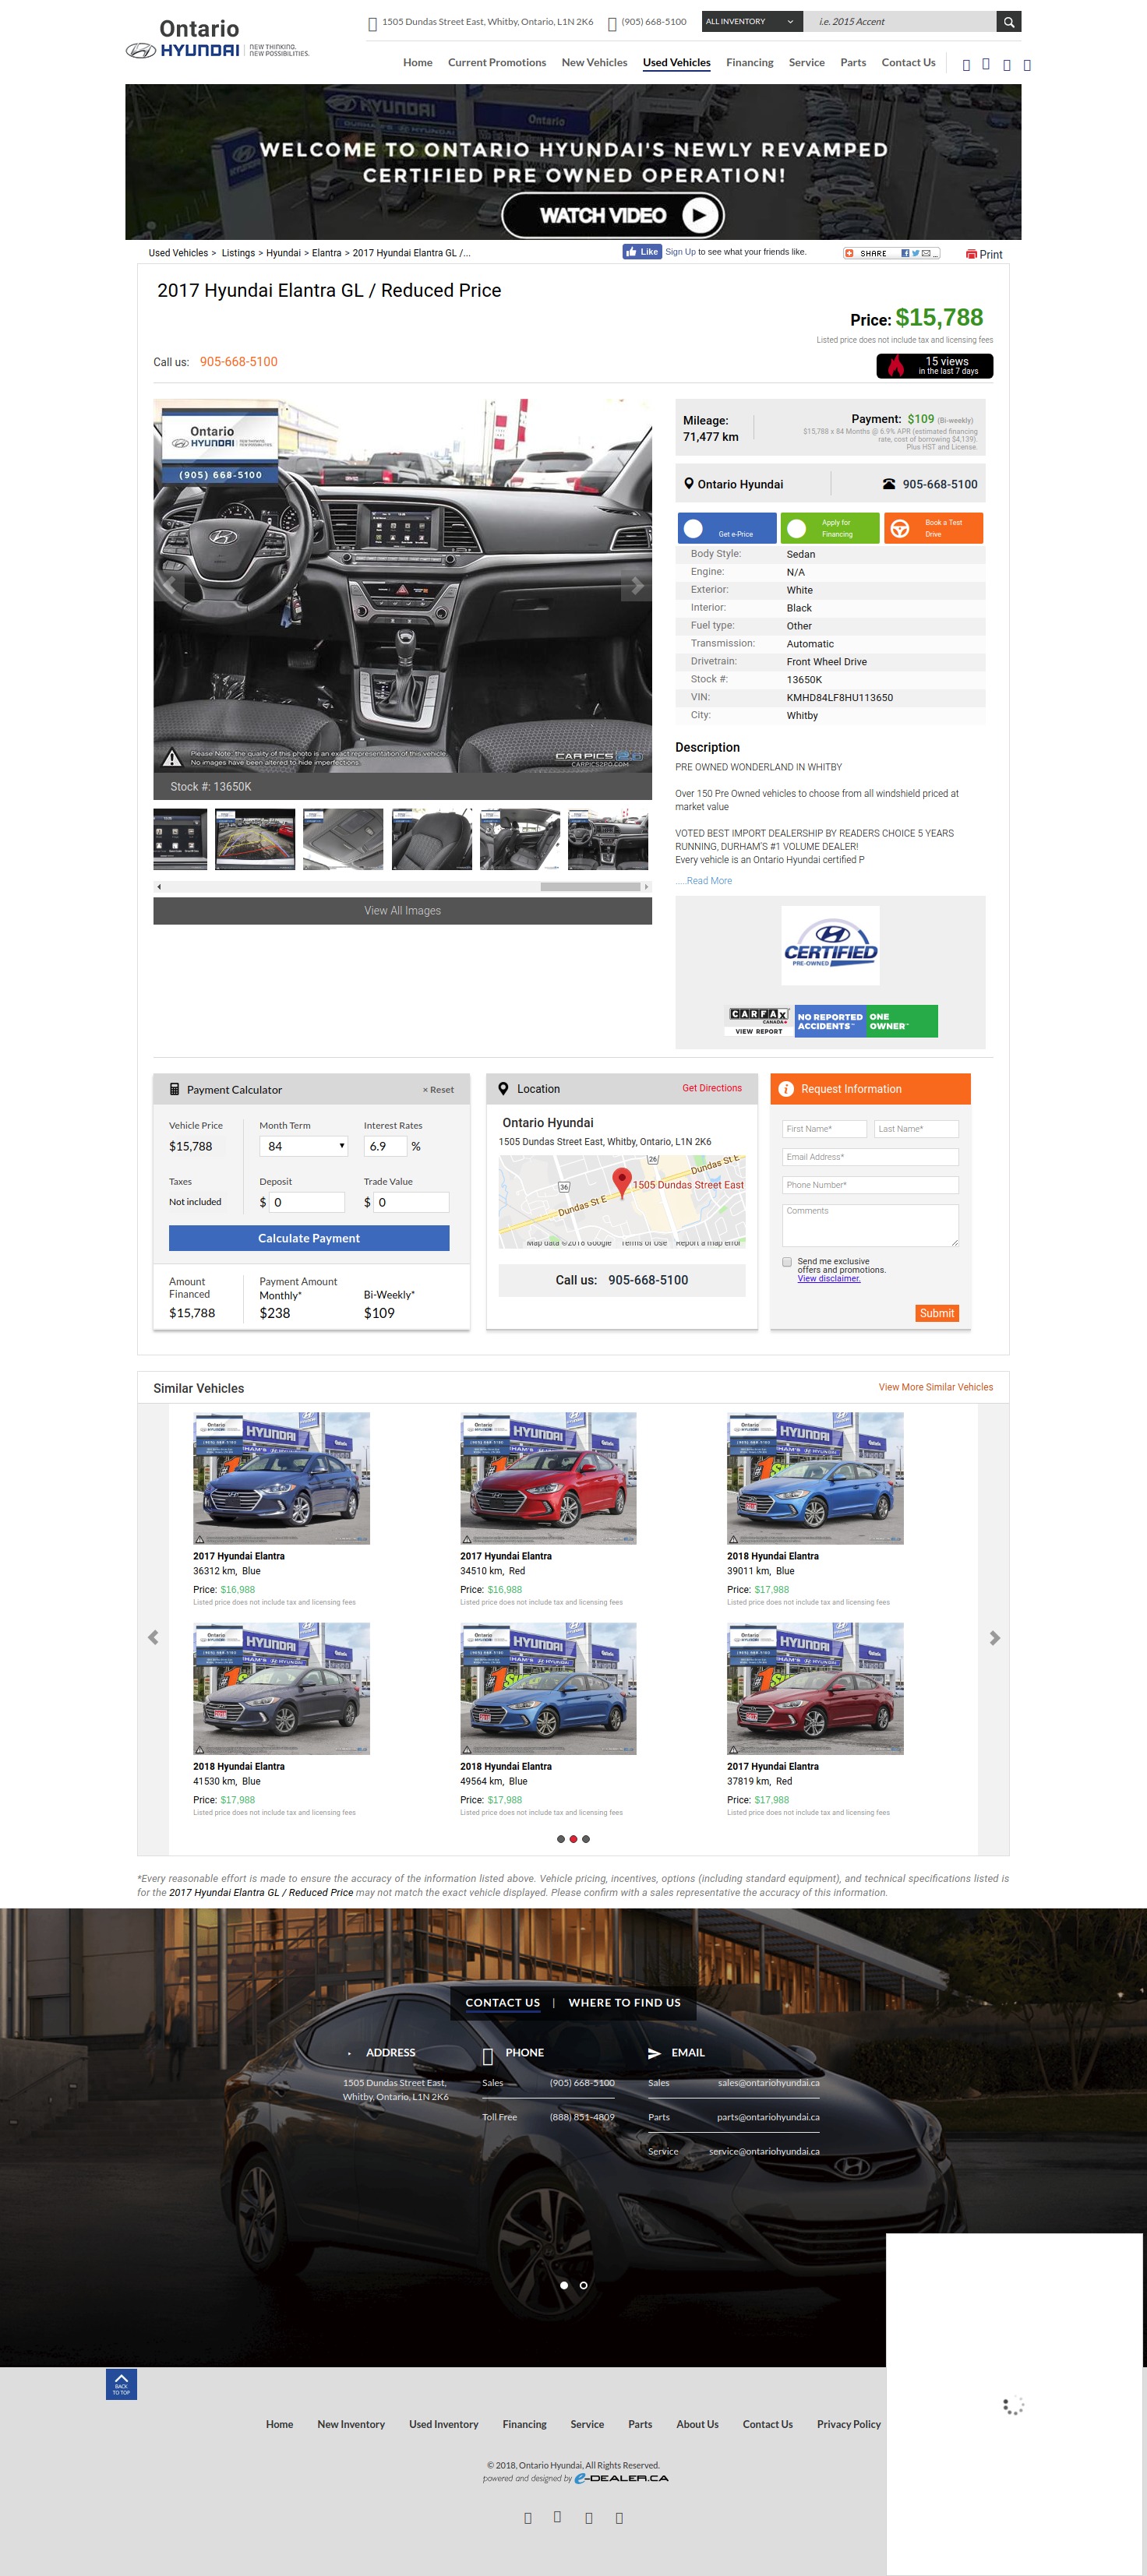 Ontario
HYUNDAI
NEW THINKING.
NEW POSSIBILITIES.
1505 Dundas Street East, Whitby, Ontario, L1N 2K6
(905) 668-5100
ALL INVENTORY
i.e. 2015 Accent
Home
Current Promotions
New Vehicles
Used Vehicles
Financing
Service
Parts
Contact Us
WELCOME TO ONTARIO HYUNDAI'S NEWLY REVAMPED
CERTIFIED PRE OWNED OPERATION!
WATCH VIDEO
Used Vehicles > Listings > Hyundai > Elantra > 2017 Hyundai Elantra GL /...
Like
Sign Up to see what your friends like.
SHARE
Print
2017 Hyundai Elantra GL / Reduced Price
Price: $15,788
Listed price does not include tax and licensing fees
Call us: 905-668-5100
15 views
in the last 7 days
Ontario
HYUNDAI
(905) 668-5100
Please Note: the quality of this photo is an exact representation of this vehicle.
No images have been altered to hide imperfections.
CARPICS2P0
CARPICS2P0.COM
Stock #: 13650K
View All Images
Mileage:
71,477 km
Payment: $109 (Bi-weekly)
$15,788 x 84 Months @ 6.9% APR (estimated financing
rate, cost of borrowing $4,139).
Plus HST and License.
Ontario Hyundai
905-668-5100
Get e-Price
Apply for
Financing
Book a Test
Drive
Body Style: Sedan
Engine: N/A
Exterior: White
Interior: Black
Fuel type: Other
Transmission: Automatic
Drivetrain: Front Wheel Drive
Stock #: 13650K
VIN: KMHD84LF8HU113650
City: Whitby
Description
PRE OWNED WONDERLAND IN WHITBY
Over 150 Pre Owned vehicles to choose from all windshield priced at
market value
VOTED BEST IMPORT DEALERSHIP BY READERS CHOICE 5 YEARS
RUNNING, DURHAM'S #1 VOLUME DEALER!
Every vehicle is an Ontario Hyundai certified P
.....Read More
CERTIFIED
PRE-OWNED
CARFAX
CANADA
VIEW REPORT
NO REPORTED
ACCIDENTS™
ONE
OWNER™
Payment Calculator
× Reset
Vehicle Price
$15,788
Month Term
84
Interest Rates
6.9 %
Taxes
Not included
Deposit
$ 0
Trade Value
$ 0
Calculate Payment
Amount
Financed
$15,788
Payment Amount
Monthly*
$238
Bi-Weekly*
$109
Location
Get Directions
Ontario Hyundai
1505 Dundas Street East, Whitby, Ontario, L1N 2K6
26
Dundas St E
36
1505 Dundas Street East
Dundas St E
Map data ©2018 Google
Terms of Use
Report a map error
Call us: 905-668-5100
Request Information
First Name*
Last Name*
Email Address*
Phone Number*
Comments
Send me exclusive
offers and promotions.
View disclaimer.
Submit
Similar Vehicles
View More Similar Vehicles
2017 Hyundai Elantra
36312 km, Blue
Price: $16,988
Listed price does not include tax and licensing fees
2017 Hyundai Elantra
34510 km, Red
Price: $16,988
Listed price does not include tax and licensing fees
2018 Hyundai Elantra
39011 km, Blue
Price: $17,988
Listed price does not include tax and licensing fees
2018 Hyundai Elantra
41530 km, Blue
Price: $17,988
Listed price does not include tax and licensing fees
2018 Hyundai Elantra
49564 km, Blue
Price: $17,988
Listed price does not include tax and licensing fees
2017 Hyundai Elantra
37819 km, Red
Price: $17,988
Listed price does not include tax and licensing fees
*Every reasonable effort is made to ensure the accuracy of the information listed above. Vehicle pricing, incentives, options (including standard equipment), and technical specifications listed is
for the 2017 Hyundai Elantra GL / Reduced Price may not match the exact vehicle displayed. Please confirm with a sales representative the accuracy of this information.
CONTACT US | WHERE TO FIND US
ADDRESS
1505 Dundas Street East,
Whitby, Ontario, L1N 2K6
PHONE
Sales (905) 668-5100
Toll Free (888) 851-4809
EMAIL
Sales sales@ontariohyundai.ca
Parts parts@ontariohyundai.ca
Service service@ontariohyundai.ca
BACK
TO TOP
Home
New Inventory
Used Inventory
Financing
Service
Parts
About Us
Contact Us
Privacy Policy
© 2018, Ontario Hyundai, All Rights Reserved.
powered and designed by e-DEALER.CA